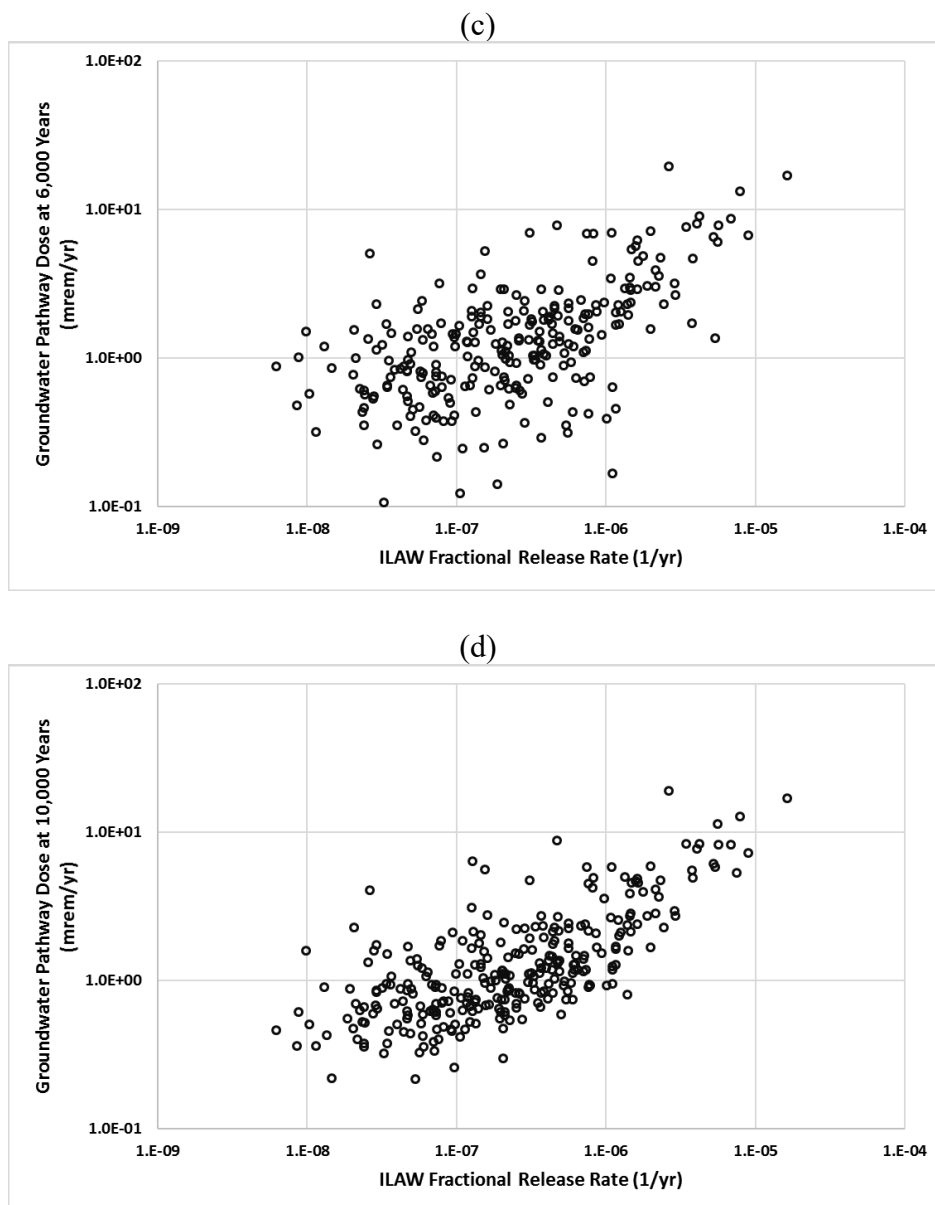 (c)
Groundwater Pathway Dose at 6,000 Years
(mrem/yr)
1.0E+02
1.0E+01
1.0E+00
1.0E-01
1.E-09 1.E-08 1.E-07 1.E-06 1.E-05 1.E-04
ILAW Fractional Release Rate (1/yr)
(d)
Groundwater Pathway Dose at 10,000 Years
(mrem/yr)
1.0E+02
1.0E+01
1.0E+00
1.0E-01
1.E-09 1.E-08 1.E-07 1.E-06 1.E-05 1.E-04
ILAW Fractional Release Rate (1/yr)